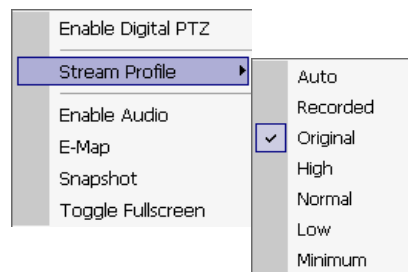 Enable Digital PTZ
Stream Profile
Enable Audio
E-Map
Snapshot
Toggle Fullscreen
Auto
Recorded
Original
High
Normal
Low
Minimum